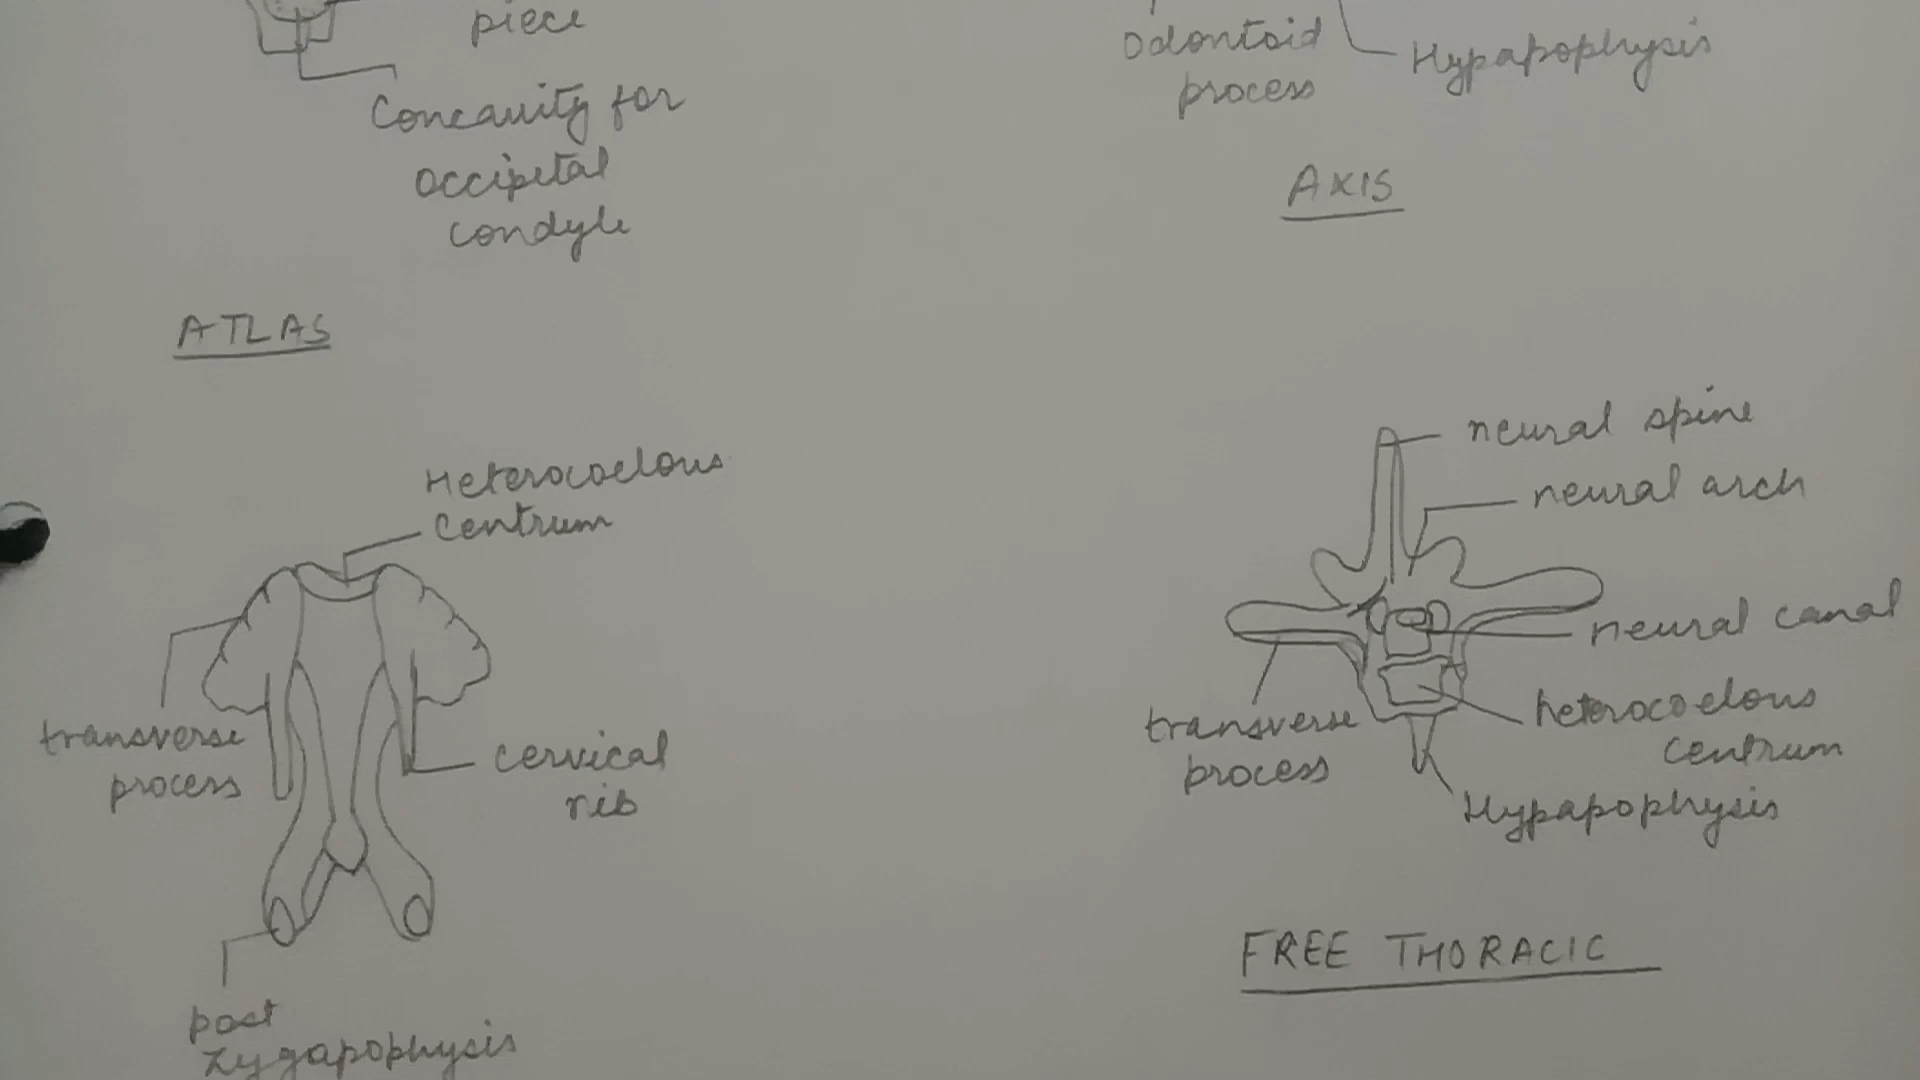 piece
Concavity for
occipital
condyle
ATLAS
odontoid
process
Hypapophysis
AXIS
Heterocoelous
centrum
transverse
process
cervical
rib
post
zygapophysis
neural spine
neural arch
neural canal
heterocoelous
centrum
transverse
process
Hypapophysis
FREE THORACIC